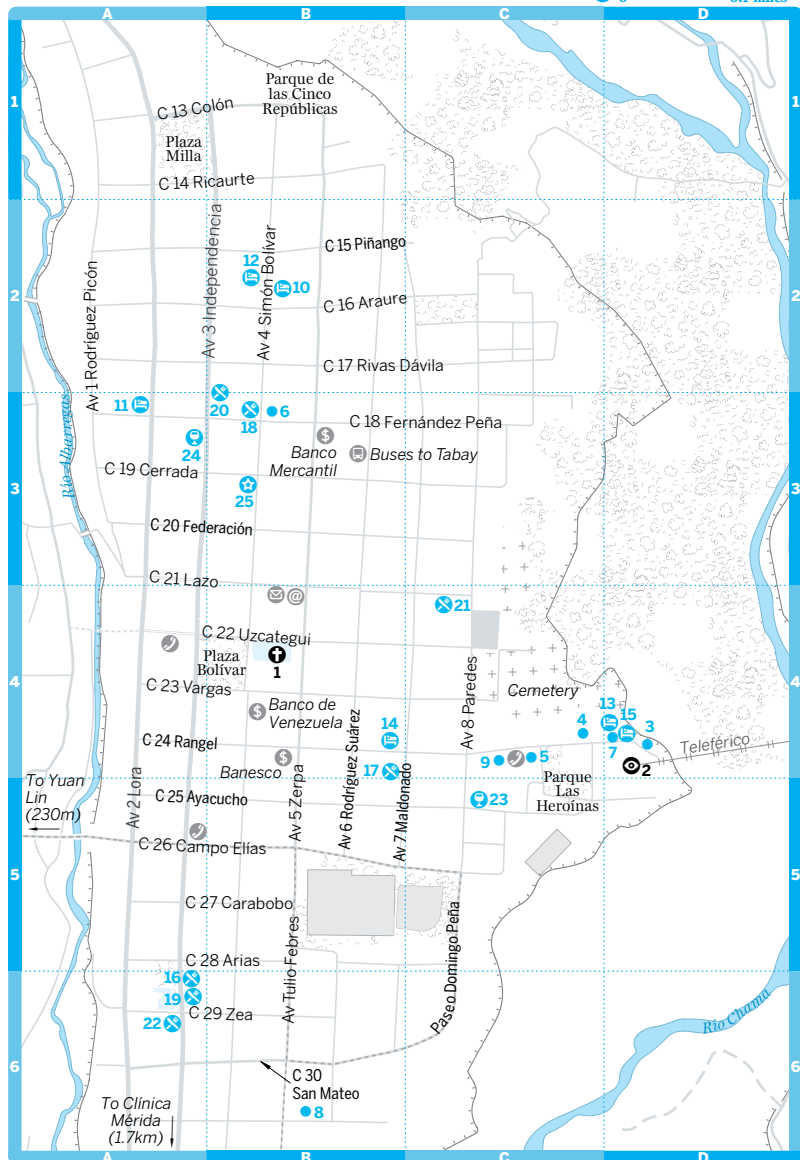 A
B
C
D
1
1
Parque de
las Cinco
Repúblicas
C 13 Colón
Plaza
Milla
C 14 Ricaurte
Av 1 Rodríguez Picón
Av 3 Independencia
Av 4 Simón Bolívar
C 15 Piñango
12
10
2
2
C 16 Araure
C 17 Rivas Dávila
11
20
18
6
C 18 Fernández Peña
24
$
Banco
Mercantil
Buses to Tabay
Río Albarregas
C 19 Cerrada
25
3
3
C 20 Federación
C 21 Lazo
@
21
C 22 Uzcategui
Plaza
Bolívar
1
4
4
C 23 Vargas
Cemetery
Av 8 Paredes
$
Banco de
Venezuela
Av 6 Rodríguez Suárez
14
13
15
4
7
3
Teleférico
C 24 Rangel
$
Banesco
17
9
5
2
Parque
Las
Heroínas
To Yuan
Lin
(230m)
Av 2 Lora
C 25 Ayacucho
Av 5 Zerpa
Av 7 Maldonado
23
C 26 Campo Elías
5
5
C 27 Carabobo
Av Tulio Febres
Paseo Domingo Peña
C 28 Arias
16
19
C 29 Zea
22
Río Chama
6
6
C 30
San Mateo
8
To Clínica
Mérida
(1.7km)
A
B
C
D